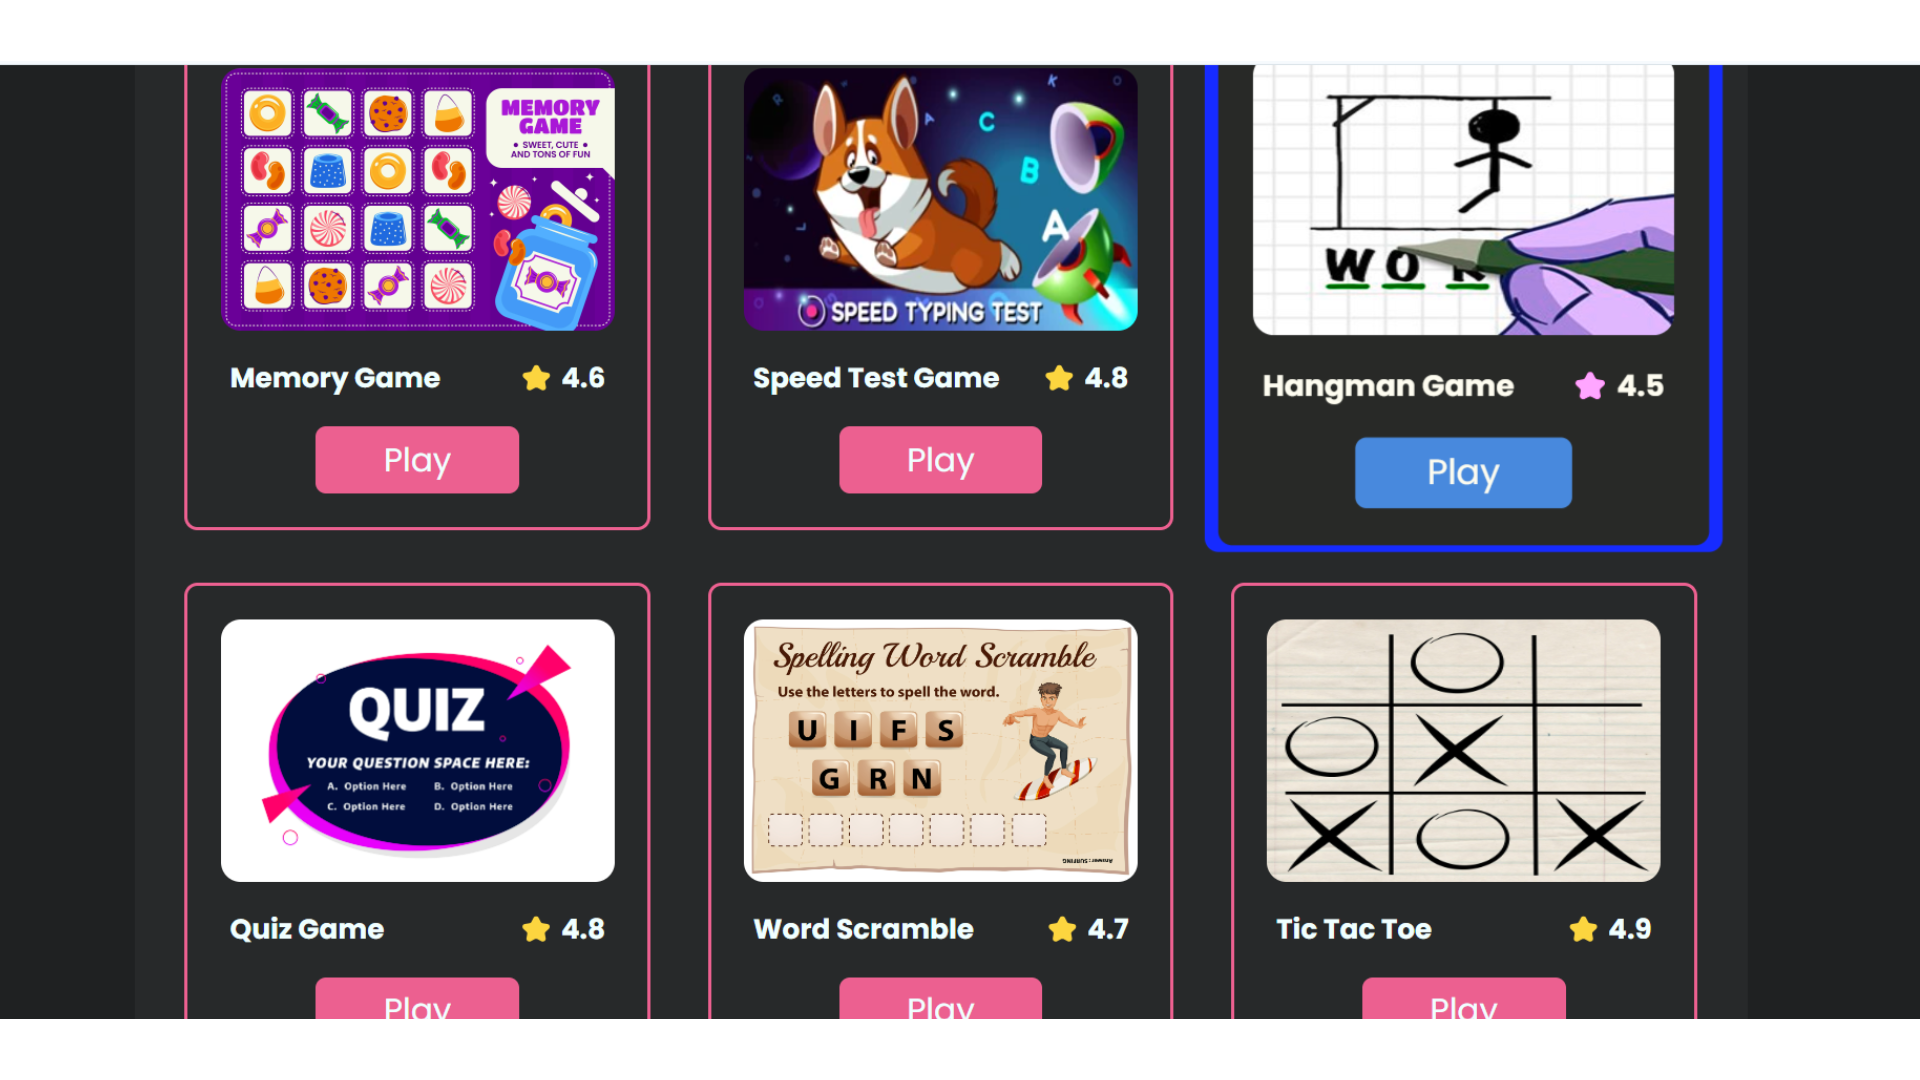 MEMORY
GAME
• SWEET, CUTE •
AND TONS OF FUN
R
K
A
C
B
A
L
SPEED TYPING TEST
W O R
Memory Game 4.6
Speed Test Game 4.8
Hangman Game 4.5
Play
Play
Play
QUIZ
YOUR QUESTION SPACE HERE:
A. Option Here B. Option Here
C. Option Here D. Option Here
Spelling Word Scramble
Use the letters to spell the word.
U I F S
G R N
Answer : SURFING
Quiz Game 4.8
Word Scramble 4.7
Tic Tac Toe 4.9
Play
Play
Play